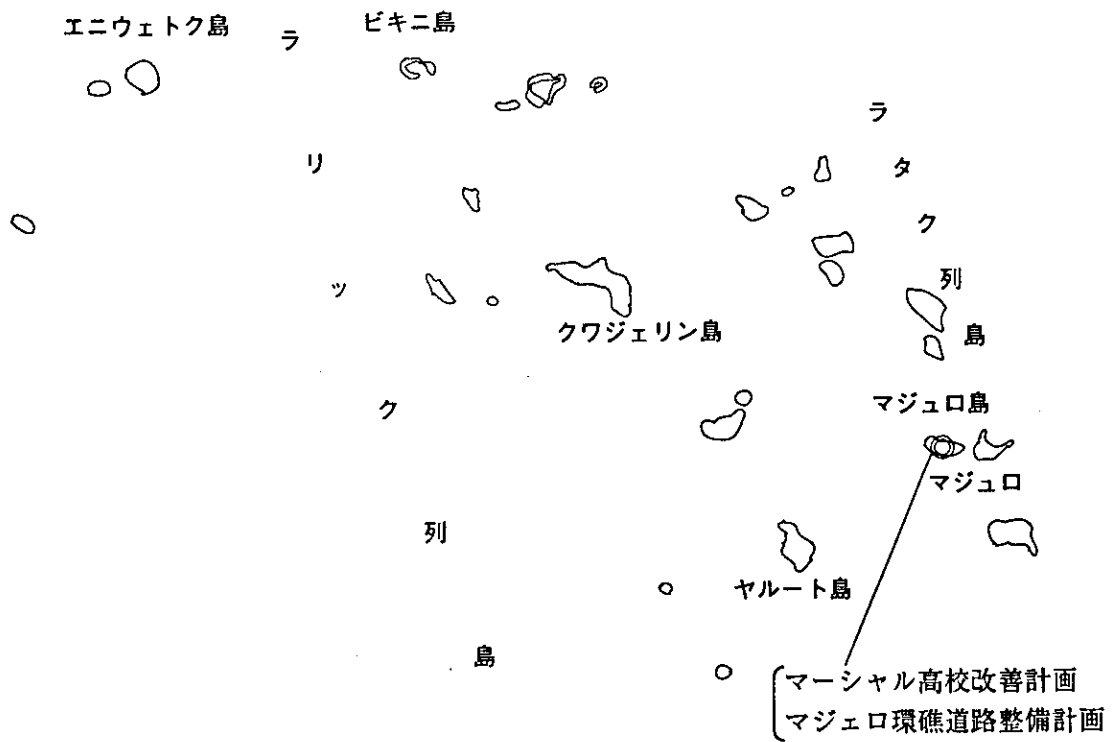 エニウェトク島
ビキニ島
ラリック列島
ラタク列島
クワジェリン島
マジュロ島
マジュロ
ヤルート島
マーシャル高校改善計画
マジェロ環礁道路整備計画